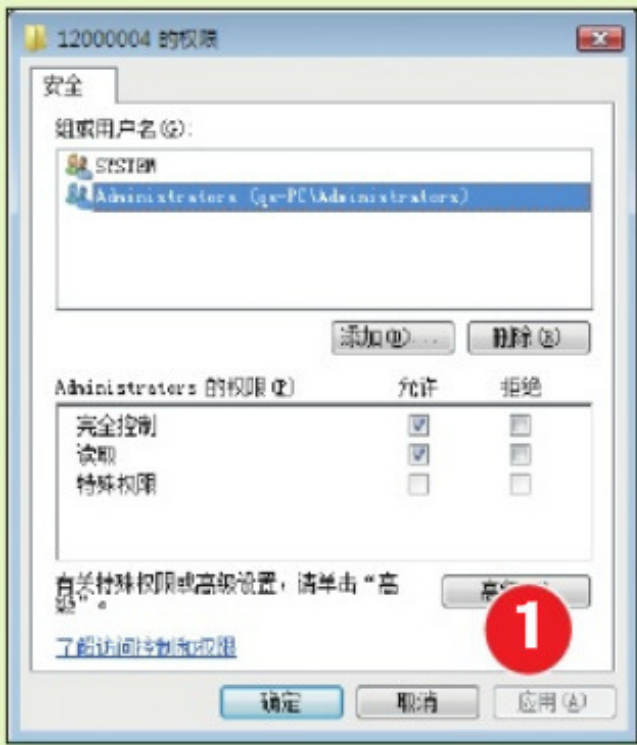 12000004 的权限
安全
组或用户名(G):
SYSTEM
Administrators (qs-PC\Administrators)
添加(D)...
删除(R)
Administrators 的权限(P)
允许
拒绝
完全控制
读取
特殊权限
有关特殊权限或高级设置，请单击“高
级”。
1
了解访问控制和权限
确定
取消
应用(A)